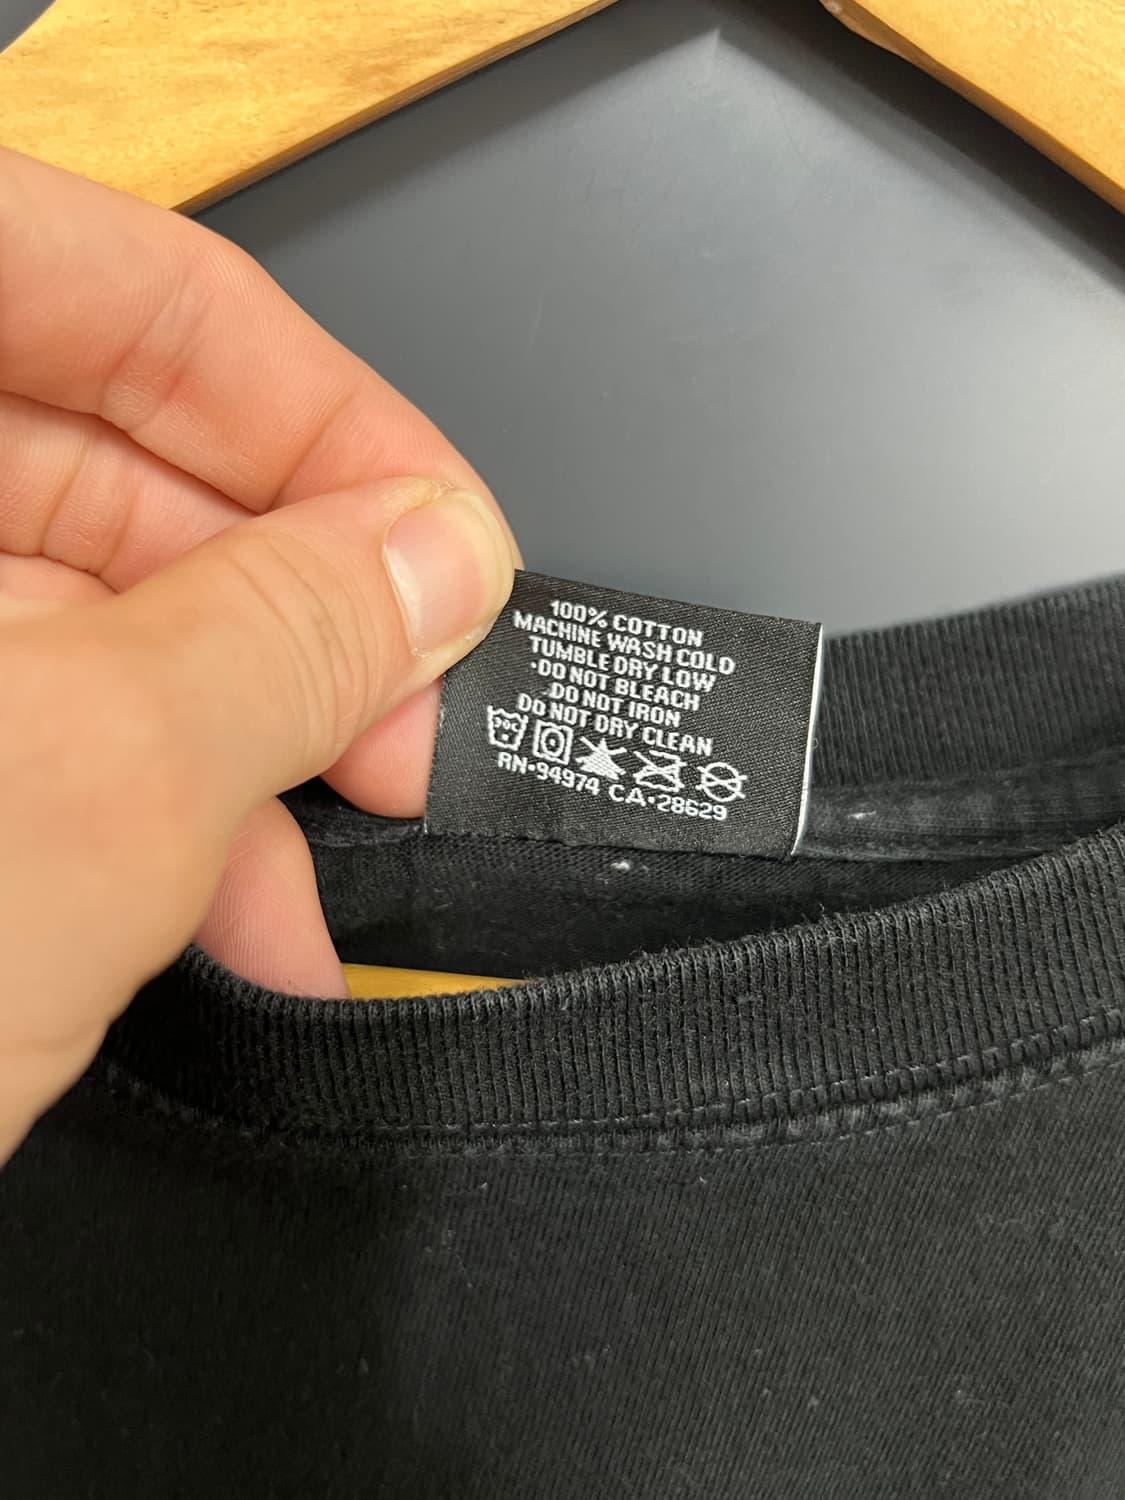 100% COTTON
MACHINE WASH COLD
TUMBLE DRY LOW
·DO NOT BLEACH
DO NOT IRON
DO NOT DRY CLEAN
30C
RN·94974 CA·28629